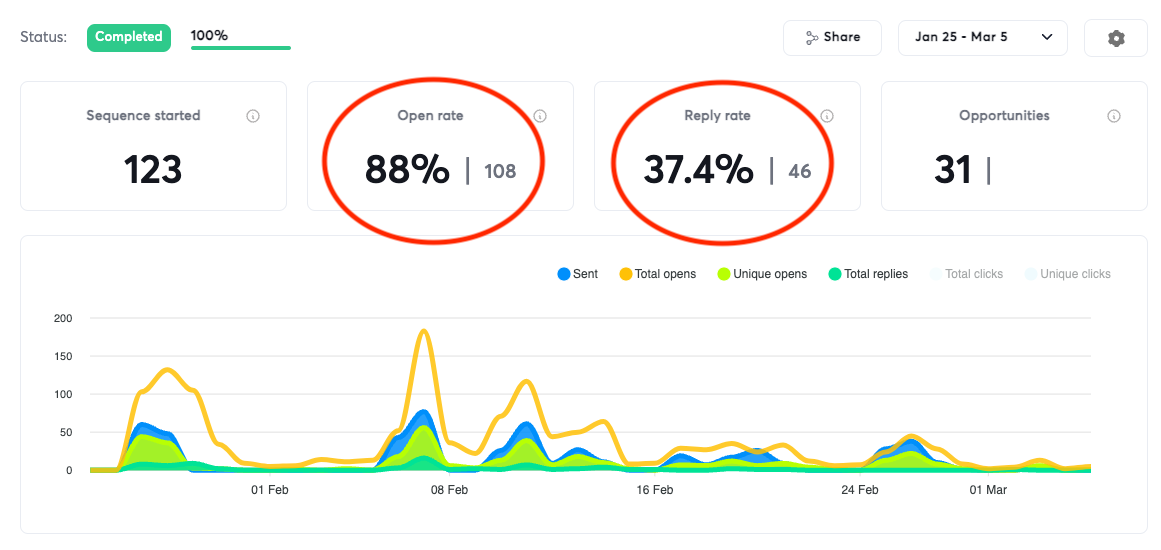 Status: Completed 100% Share Jan 25 - Mar 5
Sequence started Open rate Reply rate Opportunities
123 88% | 108 37.4% | 46 31 |
Sent Total opens Unique opens Total replies Total clicks Unique clicks
200
150
100
50
0
01 Feb 08 Feb 16 Feb 24 Feb 01 Mar